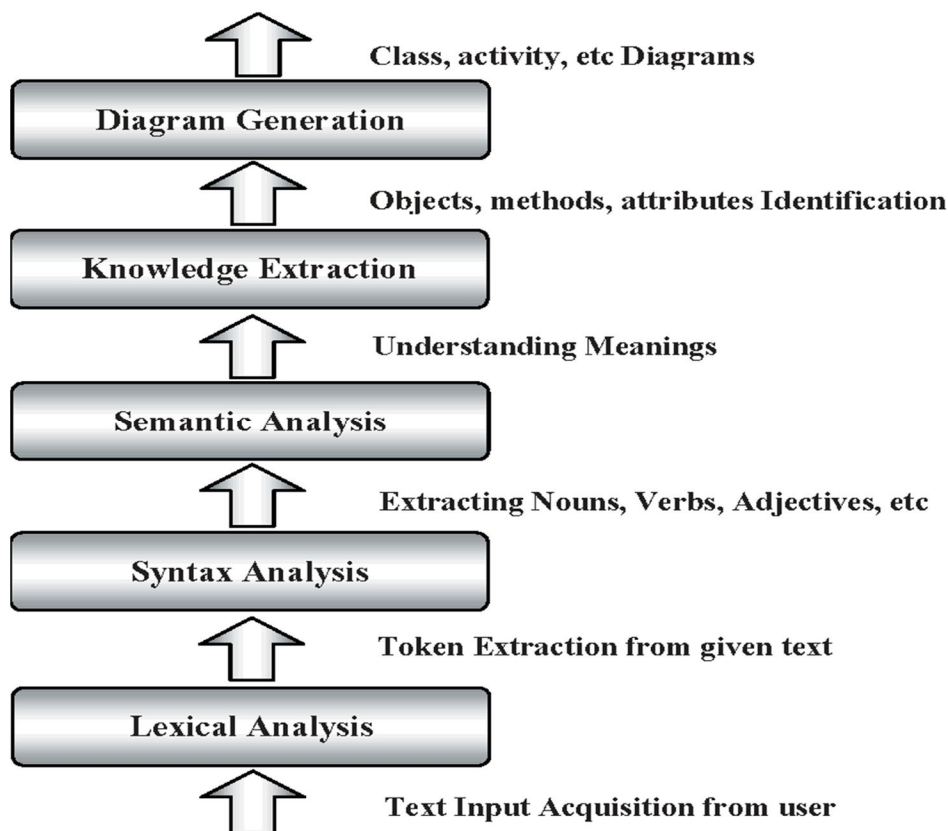 Class, activity, etc Diagrams
Diagram Generation
Objects, methods, attributes Identification
Knowledge Extraction
Understanding Meanings
Semantic Analysis
Extracting Nouns, Verbs, Adjectives, etc
Syntax Analysis
Token Extraction from given text
Lexical Analysis
Text Input Acquisition from user